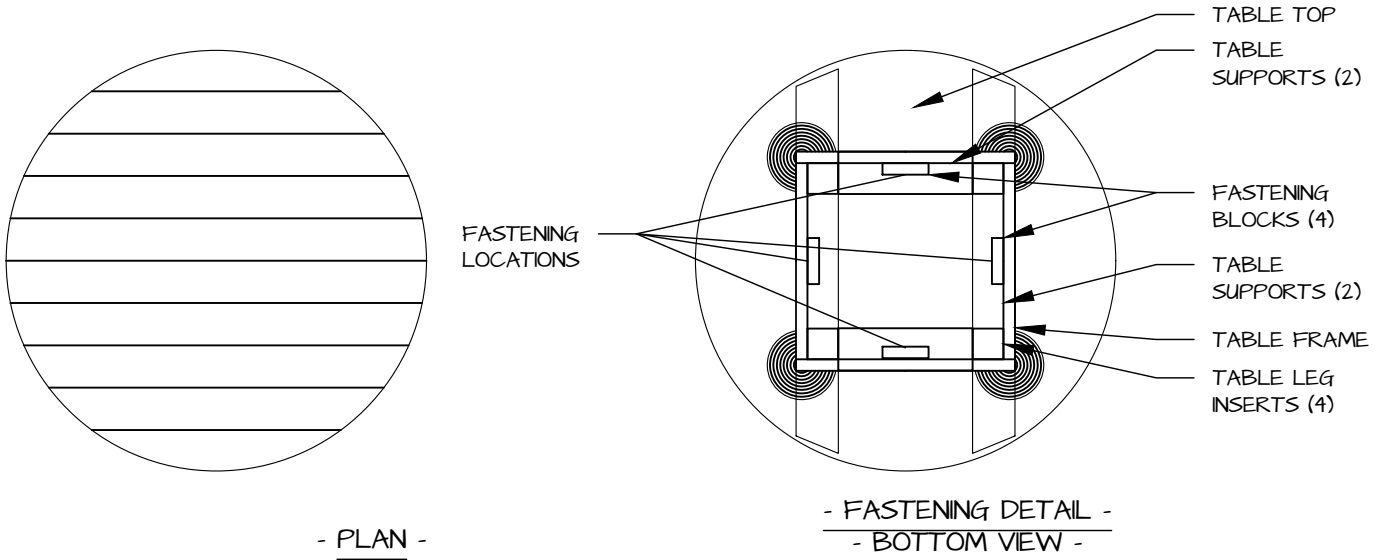 TABLE TOP
TABLE
SUPPORTS (2)
FASTENING
BLOCKS (4)
FASTENING
LOCATIONS
TABLE
SUPPORTS (2)
TABLE FRAME
TABLE LEG
INSERTS (4)
- PLAN -
- FASTENING DETAIL -
- BOTTOM VIEW -